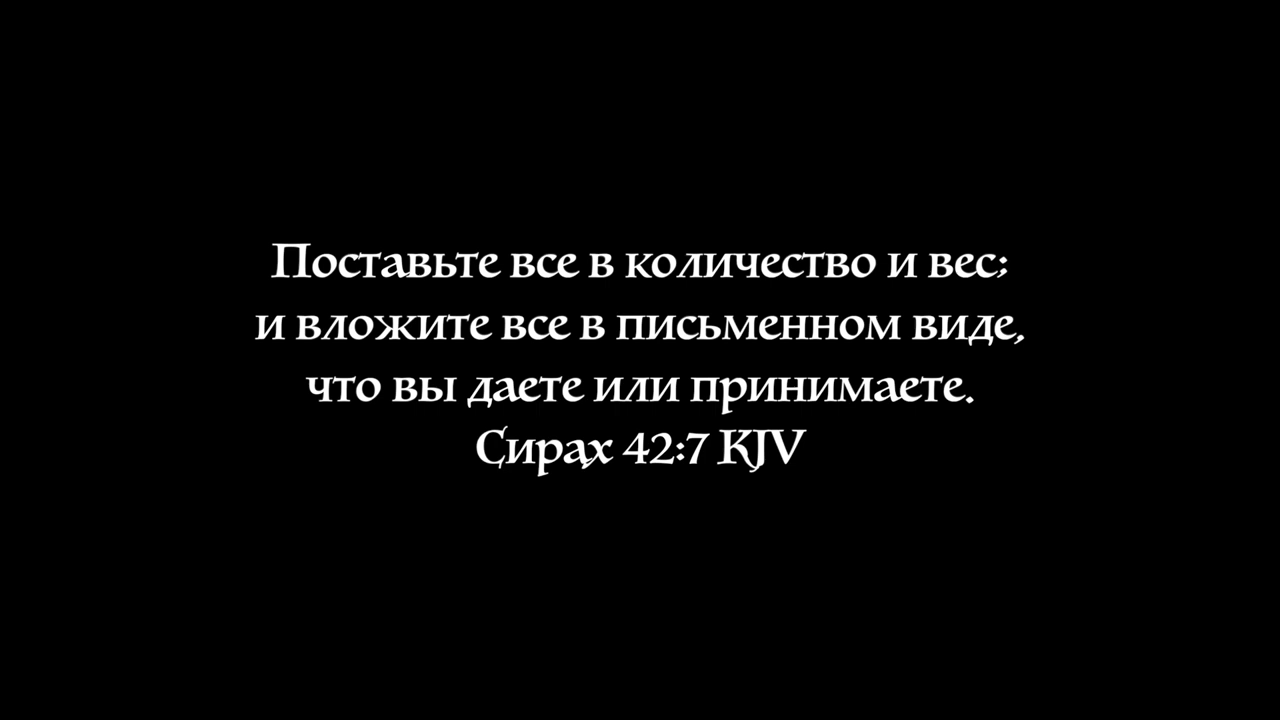 Поставьте все в количество и вес;
и вложите все в письменном виде,
что вы даете или принимаете.
Сирах 42:7 KJV